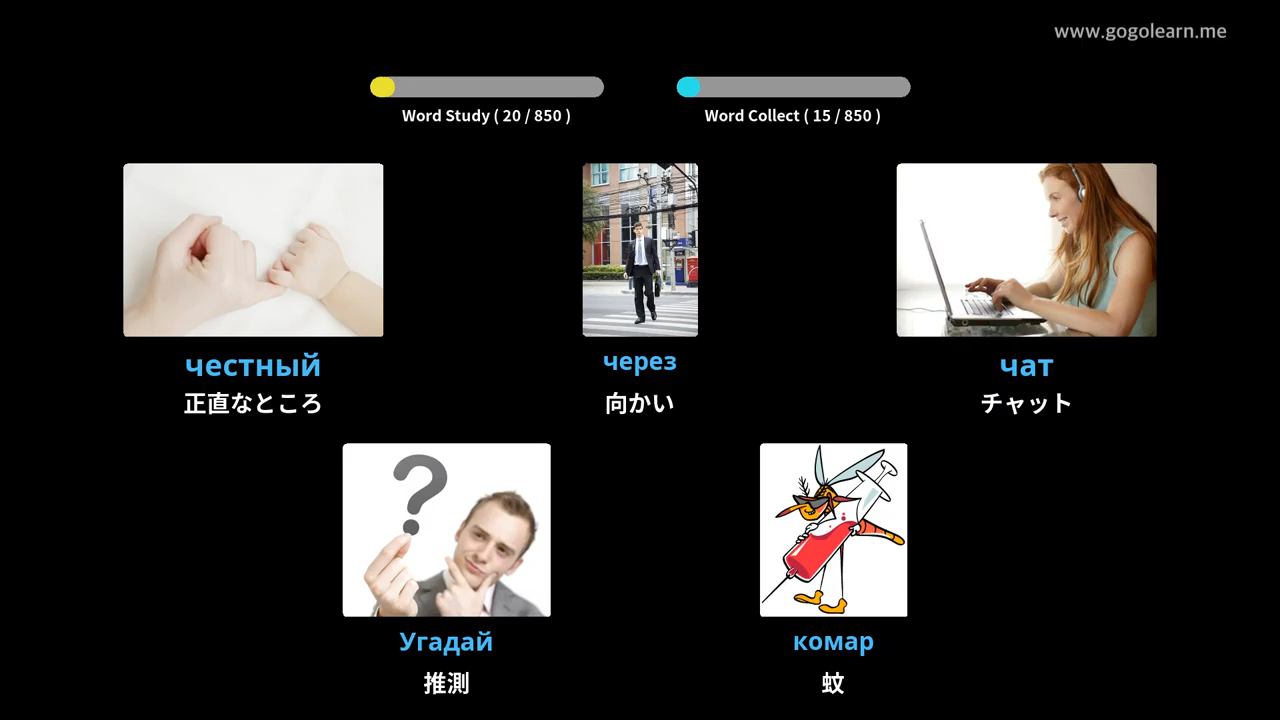 www.gogolearn.me
Word Study ( 20 / 850 )
Word Collect ( 15 / 850 )
честный
через
чат
正直なところ
向かい
チャット
Угадай
комар
推測
蚊